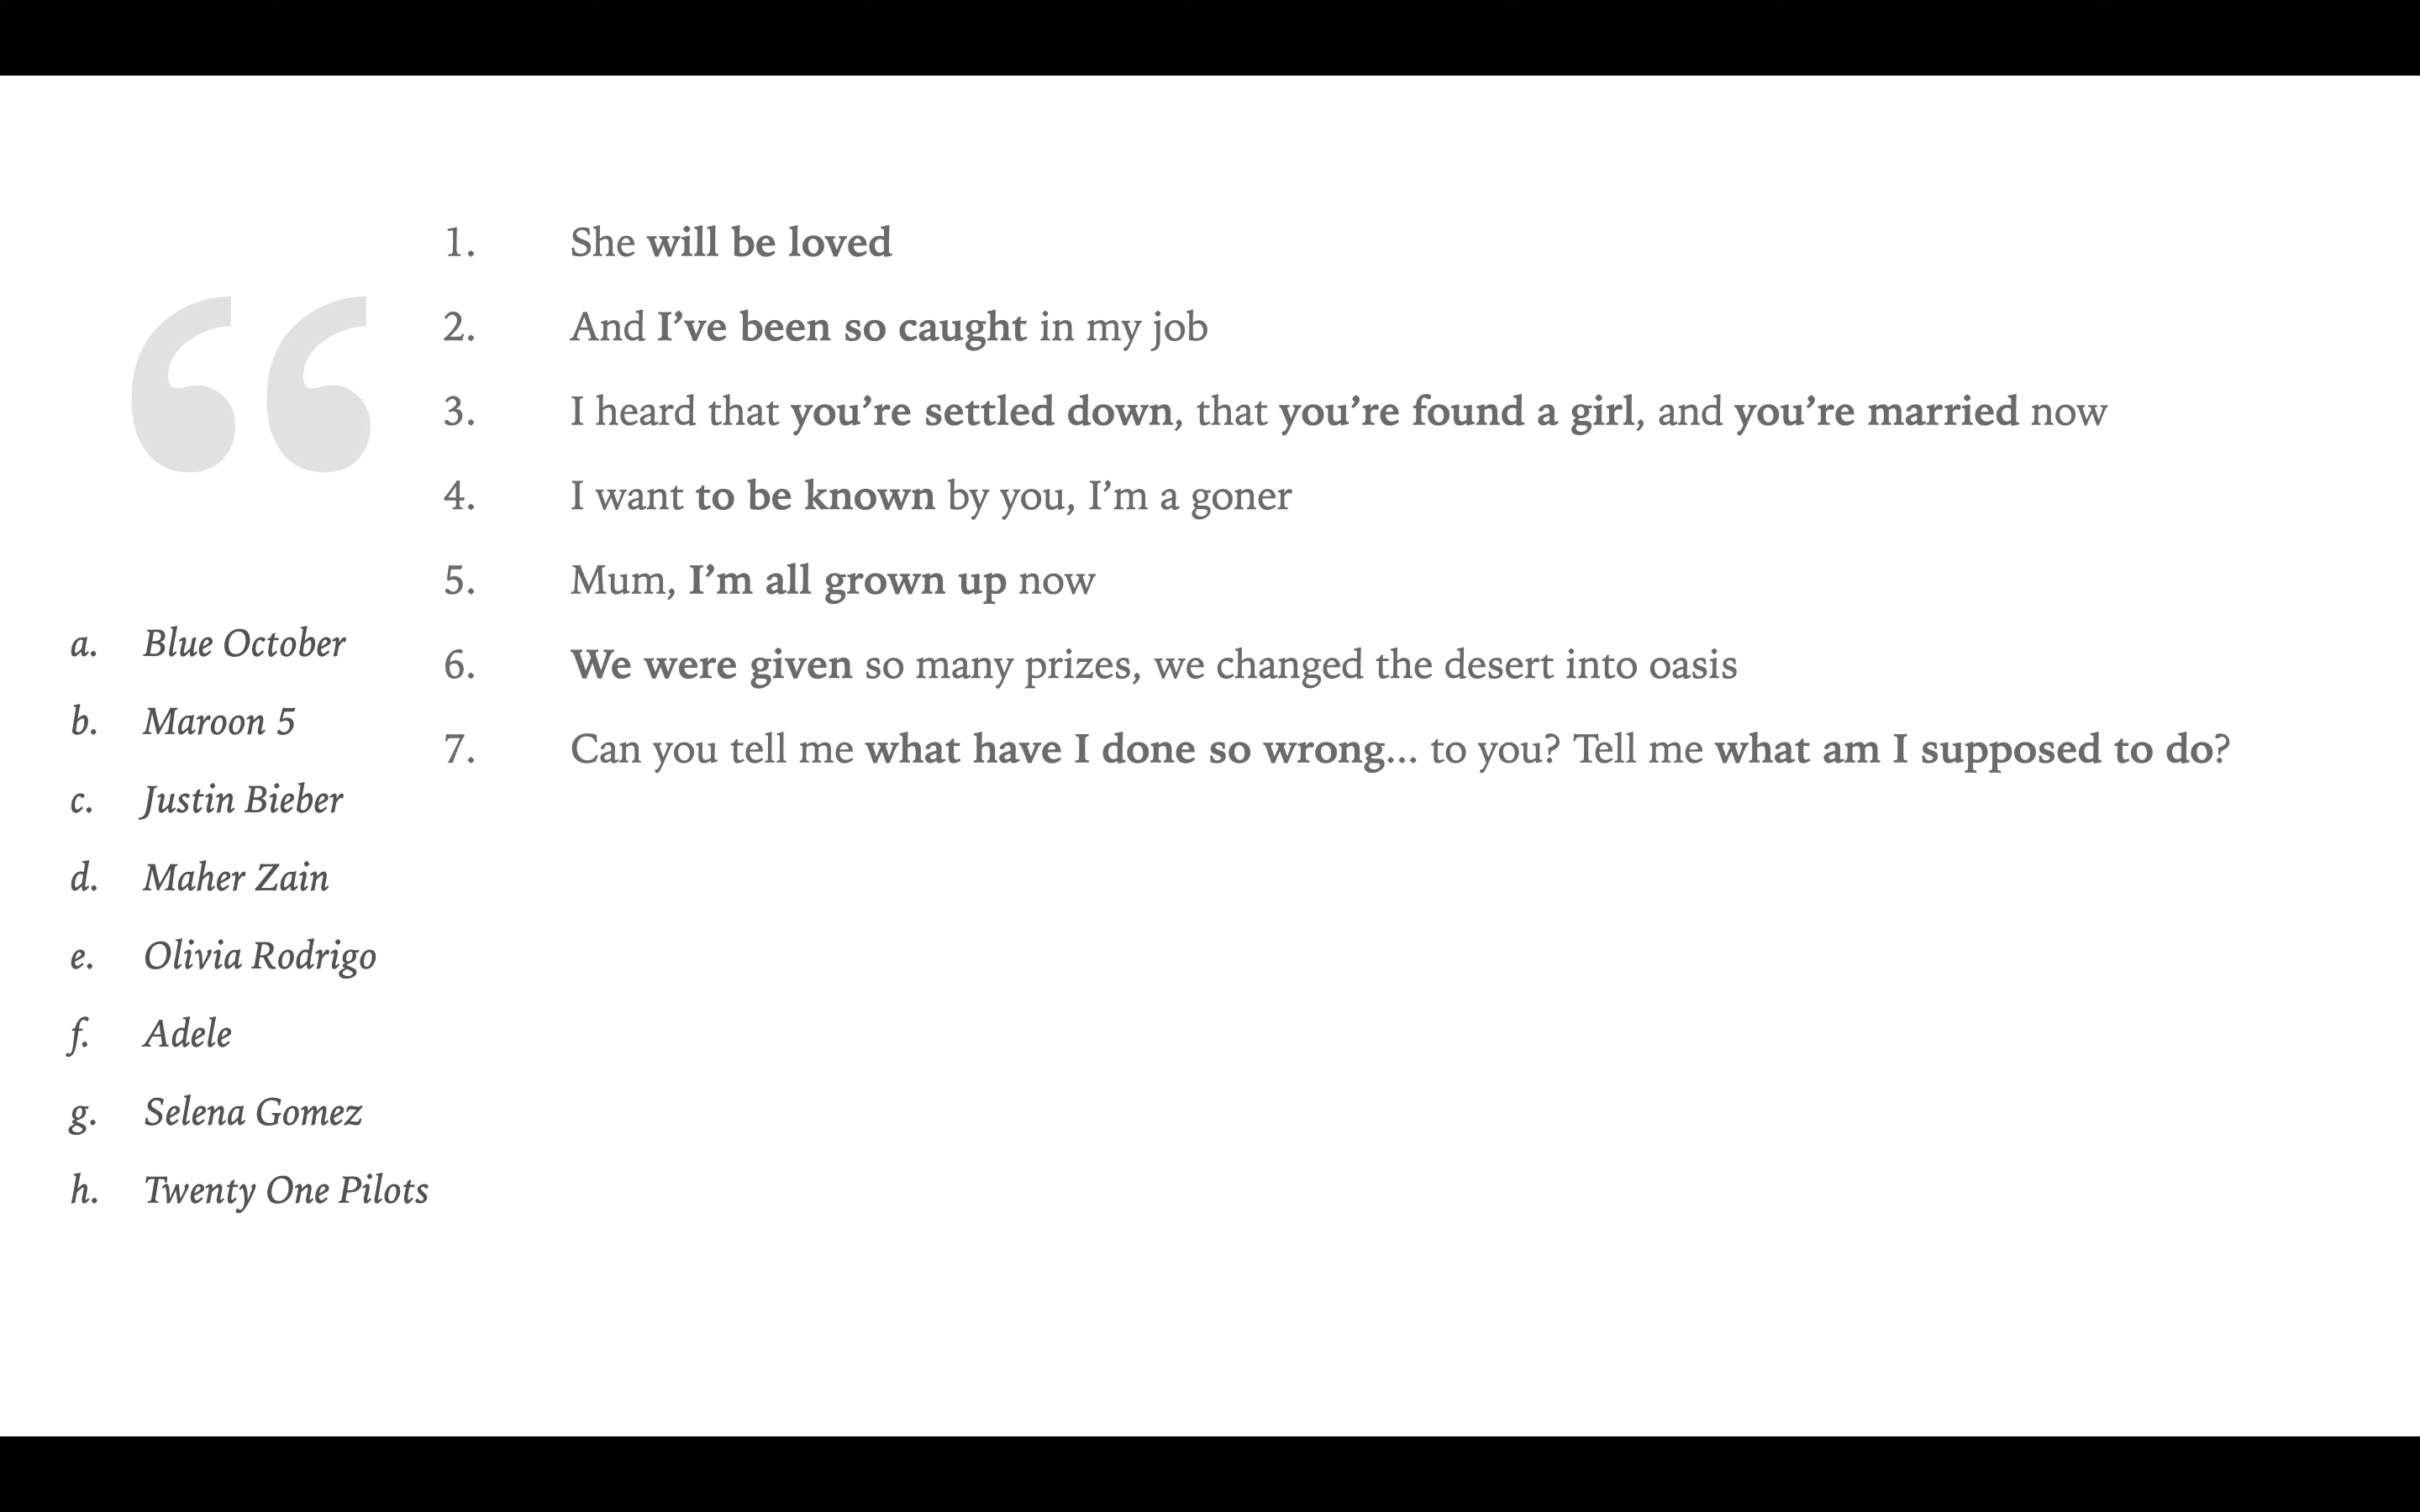 “
1. She will be loved
2. And I’ve been so caught in my job
3. I heard that you’re settled down, that you’re found a girl, and you’re married now
4. I want to be known by you, I’m a goner
5. Mum, I’m all grown up now
6. We were given so many prizes, we changed the desert into oasis
7. Can you tell me what have I done so wrong... to you? Tell me what am I supposed to do?
a. Blue October
b. Maroon 5
c. Justin Bieber
d. Maher Zain
e. Olivia Rodrigo
f. Adele
g. Selena Gomez
h. Twenty One Pilots